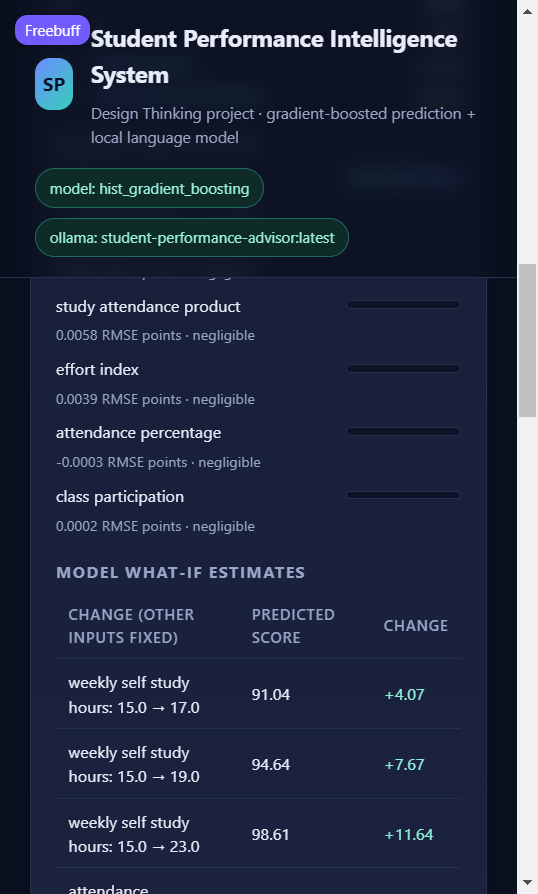 Freebuff
Student Performance Intelligence
System
SP
Design Thinking project · gradient-boosted prediction +
local language model
model: hist_gradient_boosting
ollama: student-performance-advisor:latest
study attendance product
0.0058 RMSE points · negligible
effort index
0.0039 RMSE points · negligible
attendance percentage
-0.0003 RMSE points · negligible
class participation
0.0002 RMSE points · negligible
MODEL WHAT-IF ESTIMATES
CHANGE (OTHER
INPUTS FIXED)
PREDICTED
SCORE
CHANGE
weekly self study
hours: 15.0 → 17.0
91.04
+4.07
weekly self study
hours: 15.0 → 19.0
94.64
+7.67
weekly self study
hours: 15.0 → 23.0
98.61
+11.64
attendance